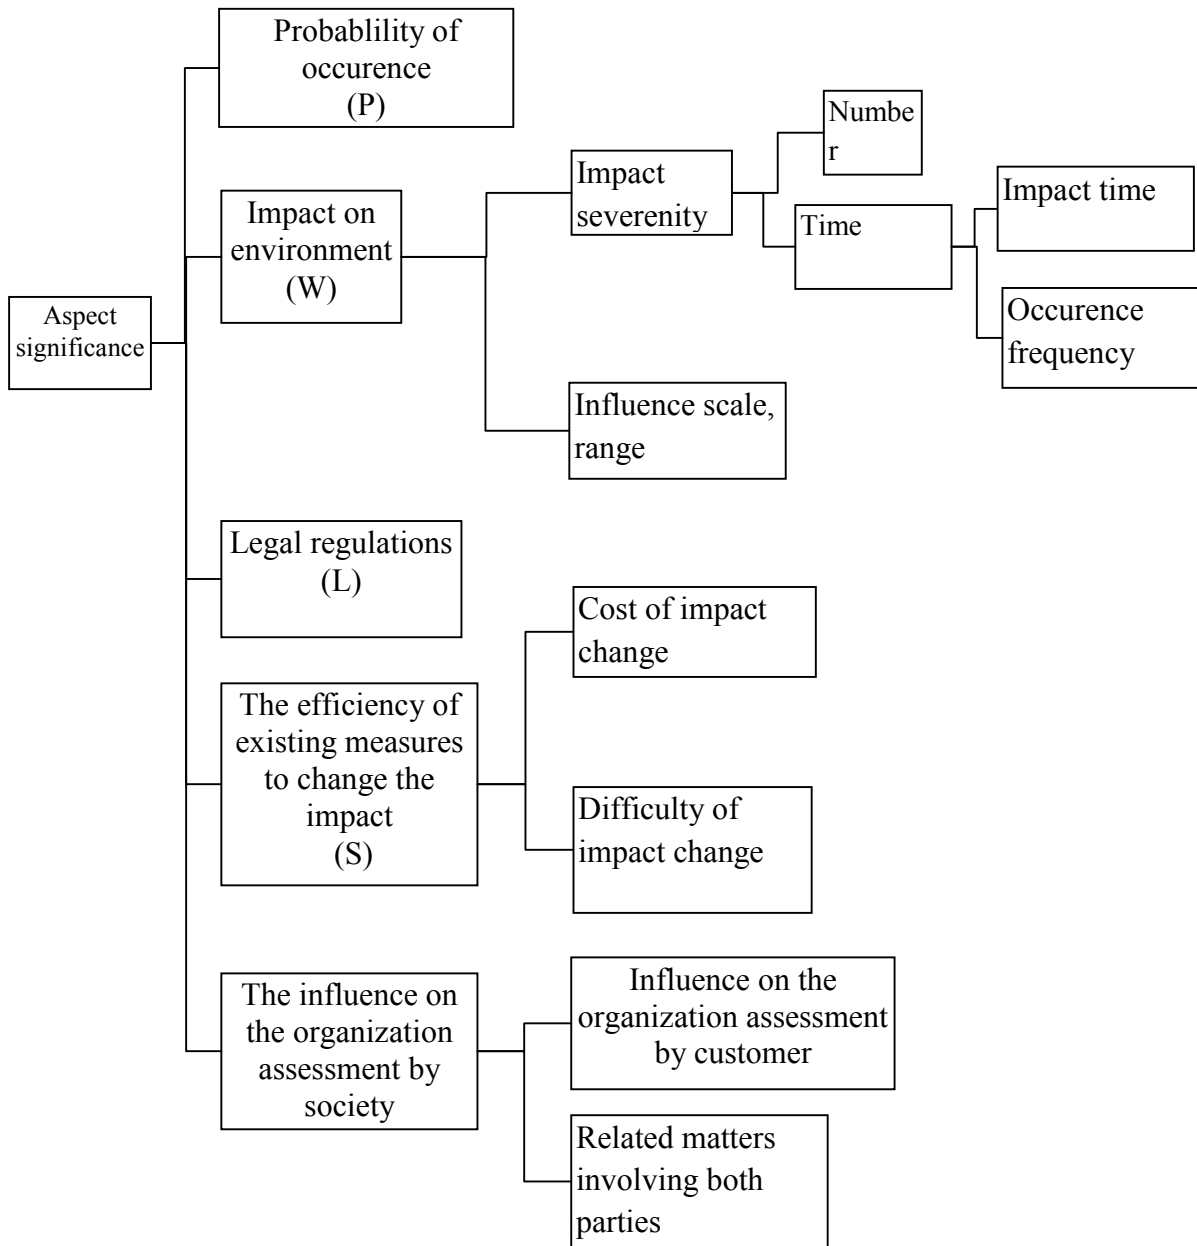 Probablility of
occurence
(P)
Numbe
r
Impact
severenity
Impact time
Impact on
environment
(W)
Time
Occurence
frequency
Aspect
significance
Influence scale,
range
Legal regulations
(L)
Cost of impact
change
The efficiency of
existing measures
to change the
impact
(S)
Difficulty of
impact change
The influence on
the organization
assessment by
society
Influence on the
organization assessment
by customer
Related matters
involving both
parties